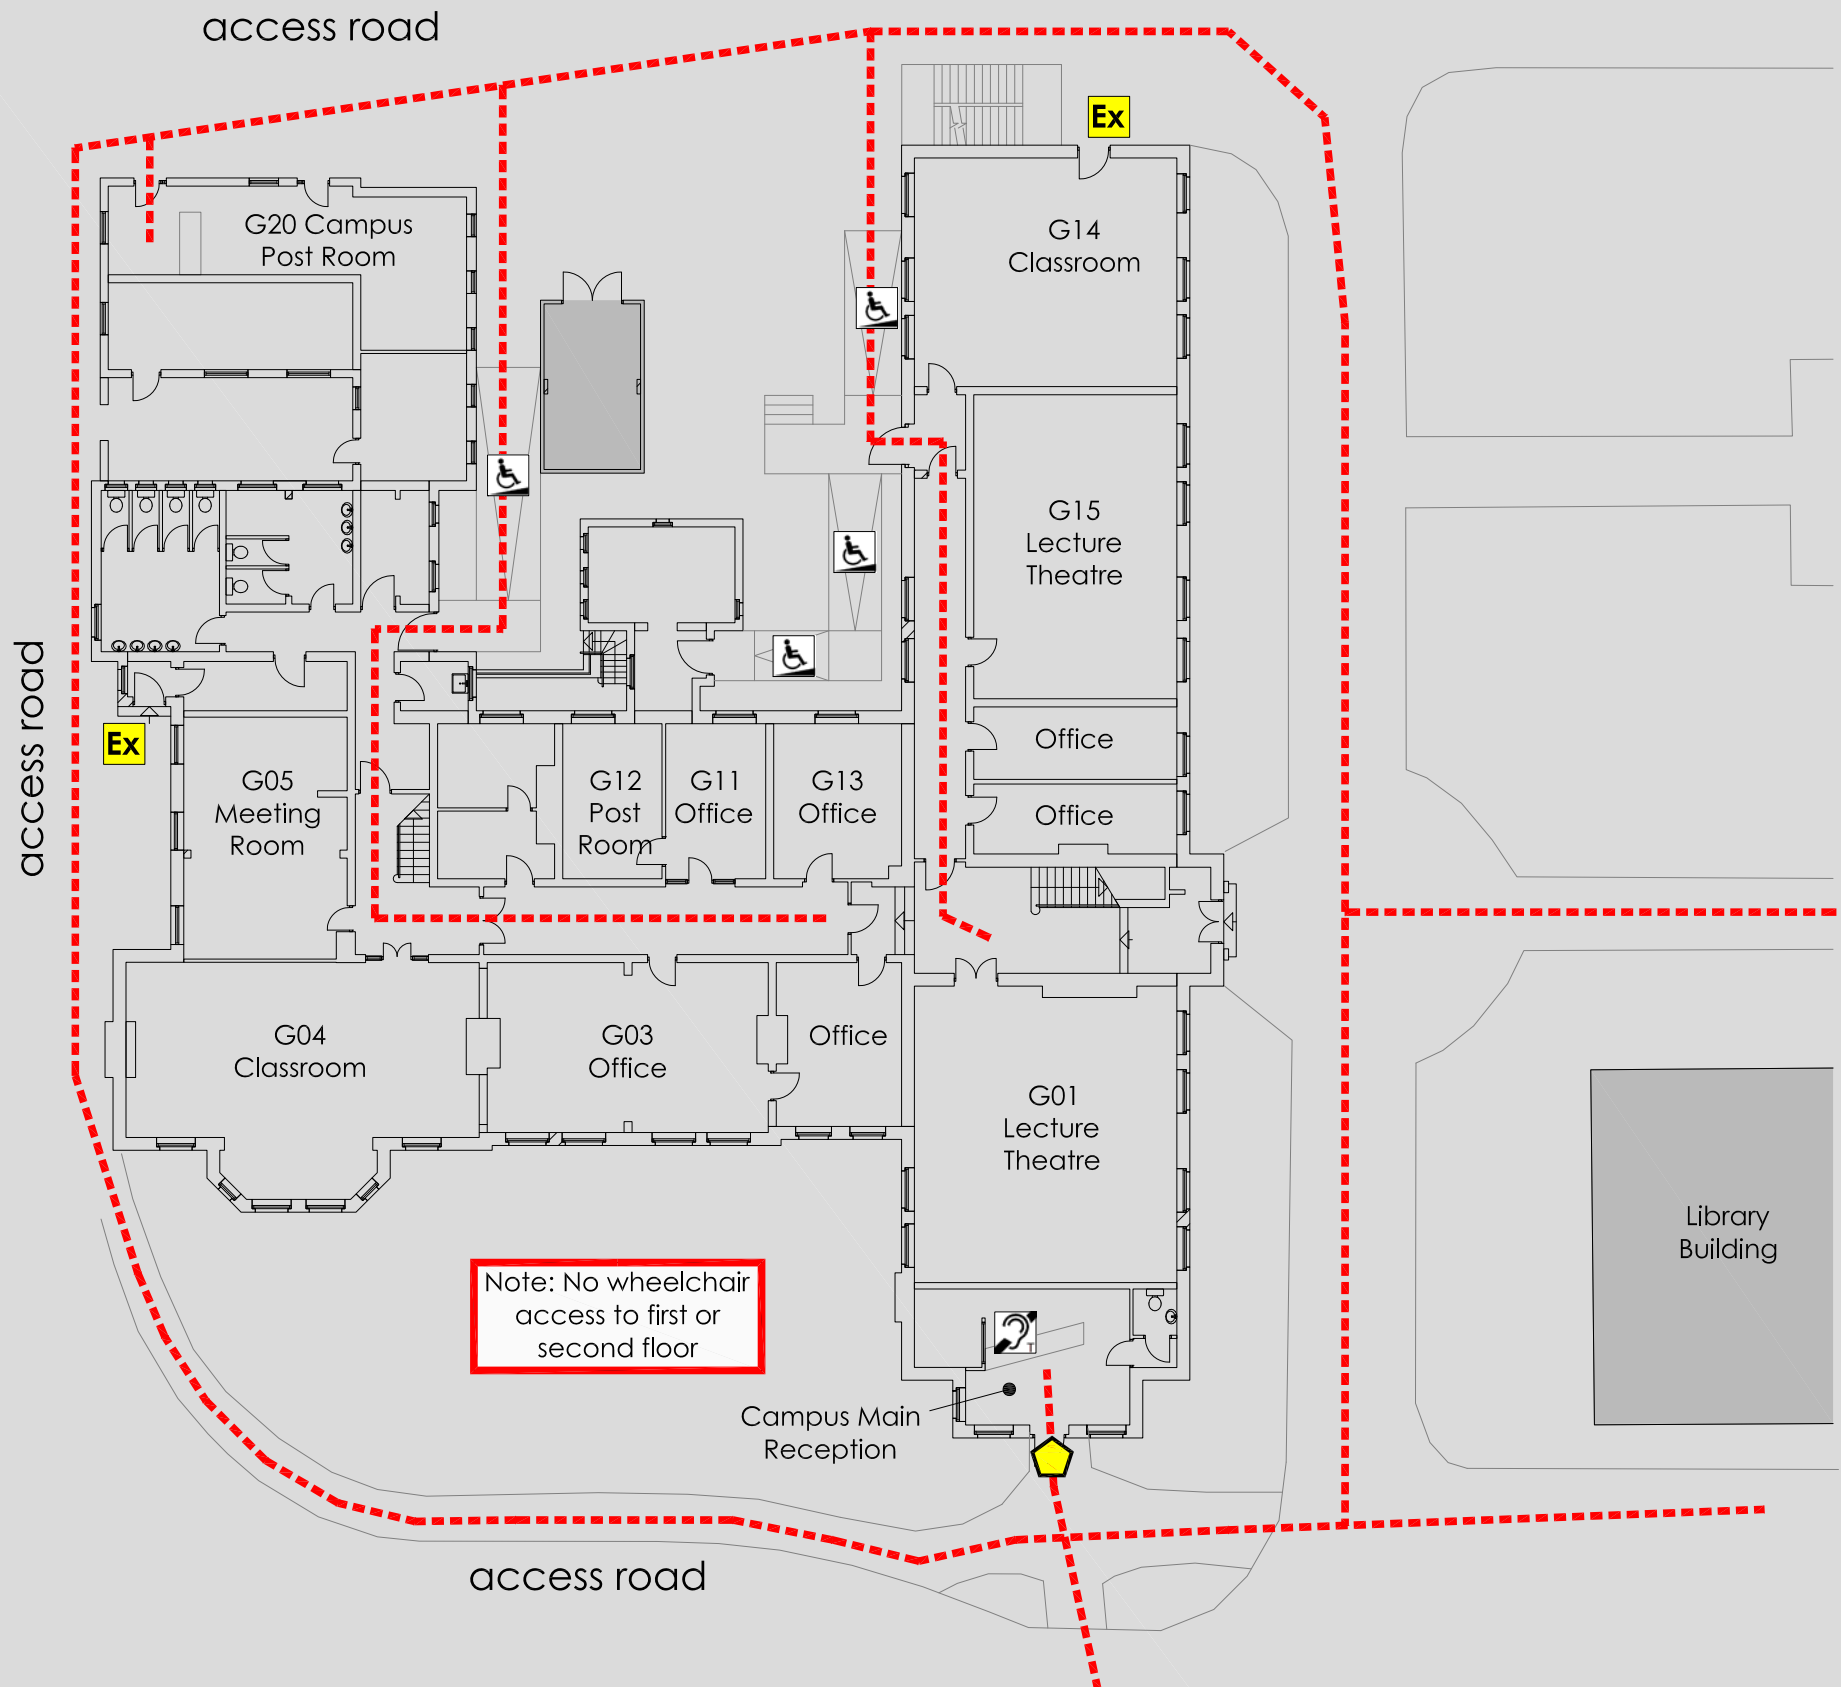 access road
Ex
G20 Campus
Post Room
G14
Classroom
G15
Lecture
Theatre
access road
Ex
Office
G05
Meeting
Room
G12
Post
Room
G11
Office
G13
Office
Office
G04
Classroom
G03
Office
Office
G01
Lecture
Theatre
Library
Building
Note: No wheelchair
access to first or
second floor
T
Campus Main
Reception
access road